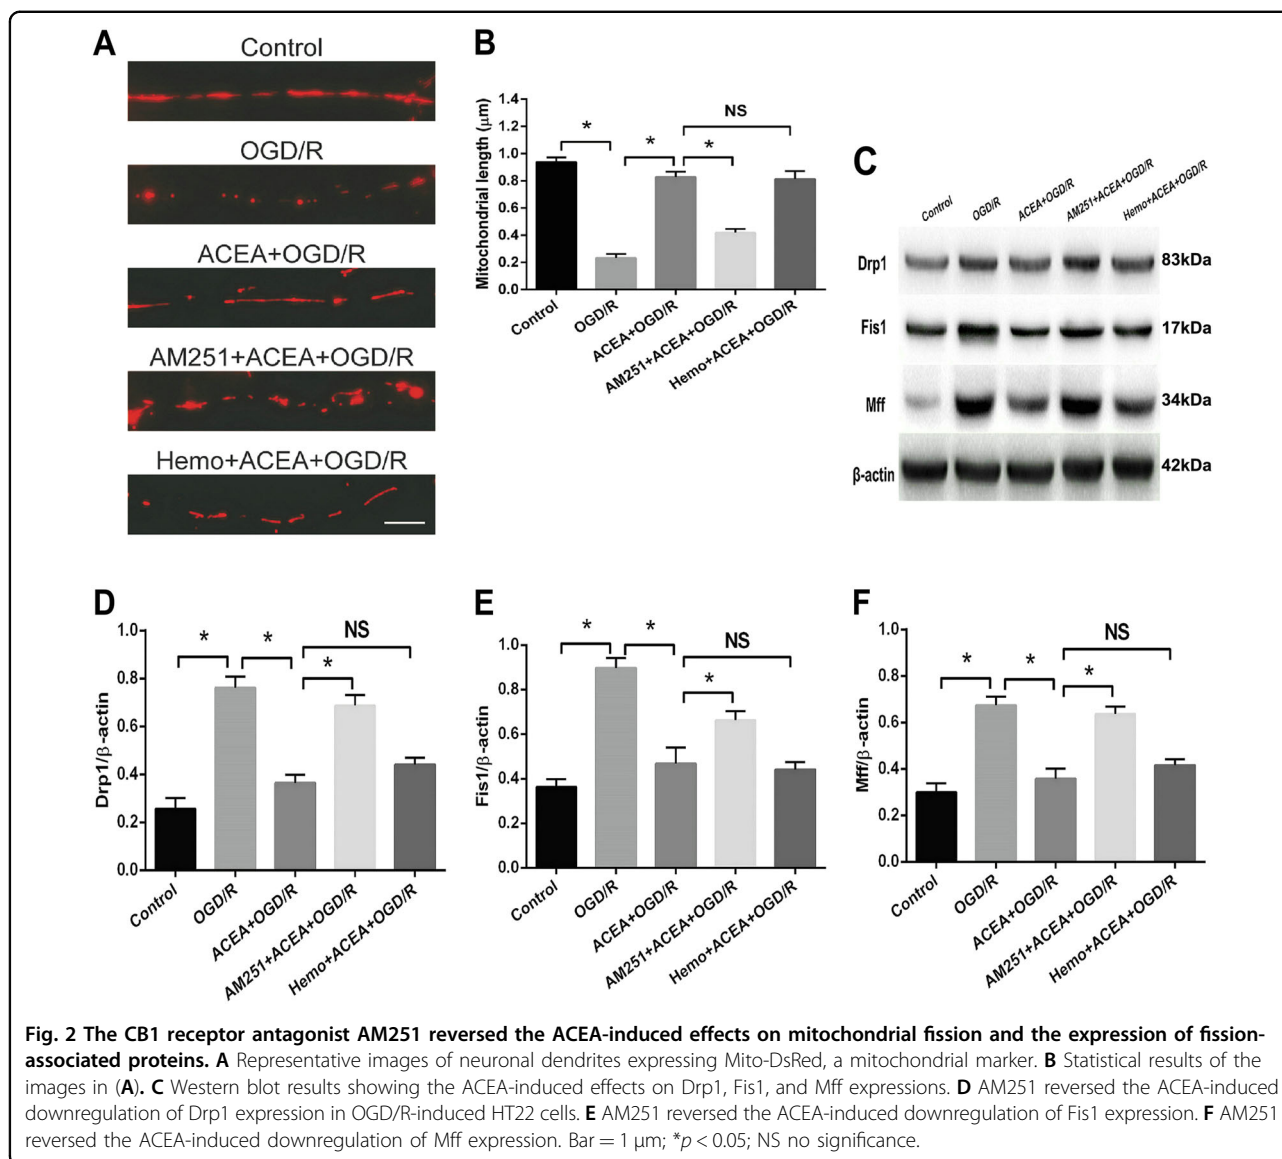 A
Control
OGD/R
ACEA+OGD/R
AM251+ACEA+OGD/R
Hemo+ACEA+OGD/R
B
Mitochondrial length (μm)
1.4
1.2
1.0
0.8
0.6
0.4
0.2
0.0
* * * NS
Control
OGD/R
ACEA+OGD/R
AM251+ACEA+OGD/R
Hemo+ACEA+OGD/R
C
Control
OGD/R
ACEA+OGD/R
AM251+ACEA+OGD/R
Hemo+ACEA+OGD/R
Drp1 83kDa
Fis1 17kDa
Mff 34kDa
β-actin 42kDa
D
Drp1/β-actin
1.0
0.8
0.6
0.4
0.2
0.0
* * * NS
Control
OGD/R
ACEA+OGD/R
AM251+ACEA+OGD/R
Hemo+ACEA+OGD/R
E
Fis1/β-actin
1.0
0.8
0.6
0.4
0.2
0.0
* * * NS
Control
OGD/R
ACEA+OGD/R
AM251+ACEA+OGD/R
Hemo+ACEA+OGD/R
F
Mff/β-actin
1.0
0.8
0.6
0.4
0.2
0.0
* * * NS
Control
OGD/R
ACEA+OGD/R
AM251+ACEA+OGD/R
Hemo+ACEA+OGD/R
Fig. 2 The CB1 receptor antagonist AM251 reversed the ACEA-induced effects on mitochondrial fission and the expression of fission-
associated proteins. A Representative images of neuronal dendrites expressing Mito-DsRed, a mitochondrial marker. B Statistical results of the
images in (A). C Western blot results showing the ACEA-induced effects on Drp1, Fis1, and Mff expressions. D AM251 reversed the ACEA-induced
downregulation of Drp1 expression in OGD/R-induced HT22 cells. E AM251 reversed the ACEA-induced downregulation of Fis1 expression. F AM251
reversed the ACEA-induced downregulation of Mff expression. Bar = 1 μm; *p < 0.05; NS no significance.